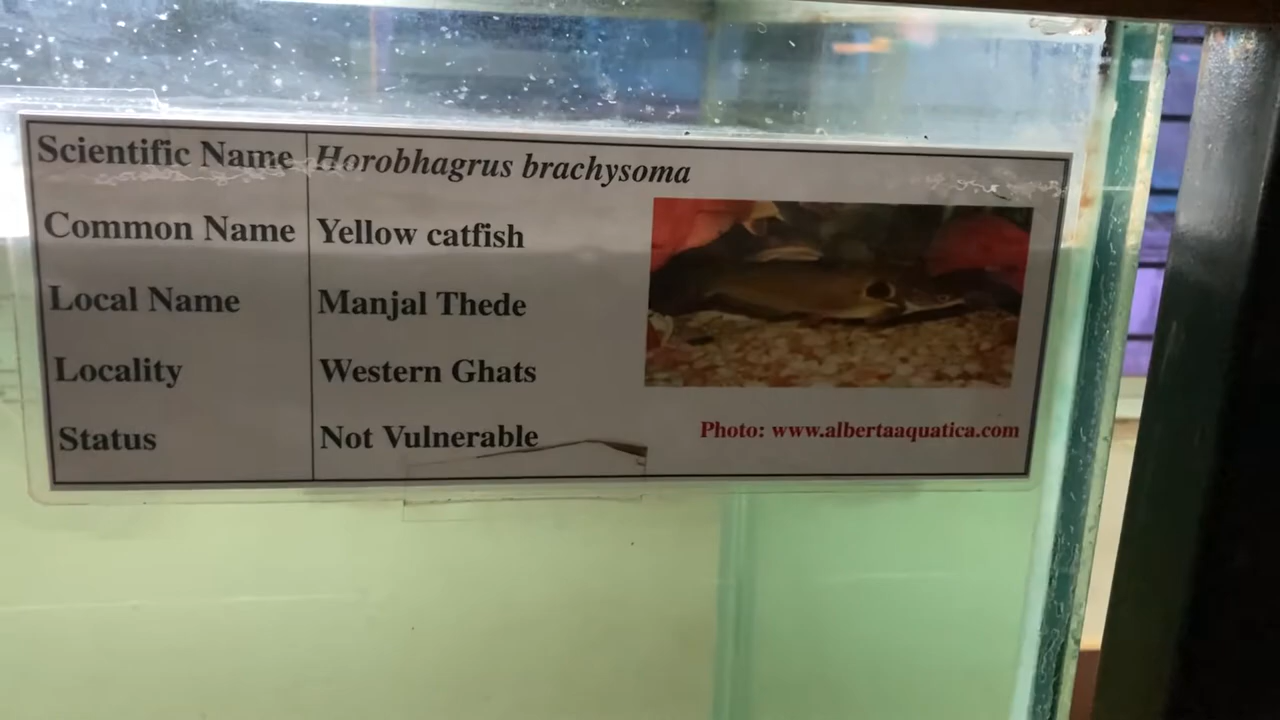 Scientific Name Horobhagrus brachysoma
Common Name Yellow catfish
Local Name Manjal Thede
Locality Western Ghats
Status Not Vulnerable
Photo: www.albertaaquatica.com